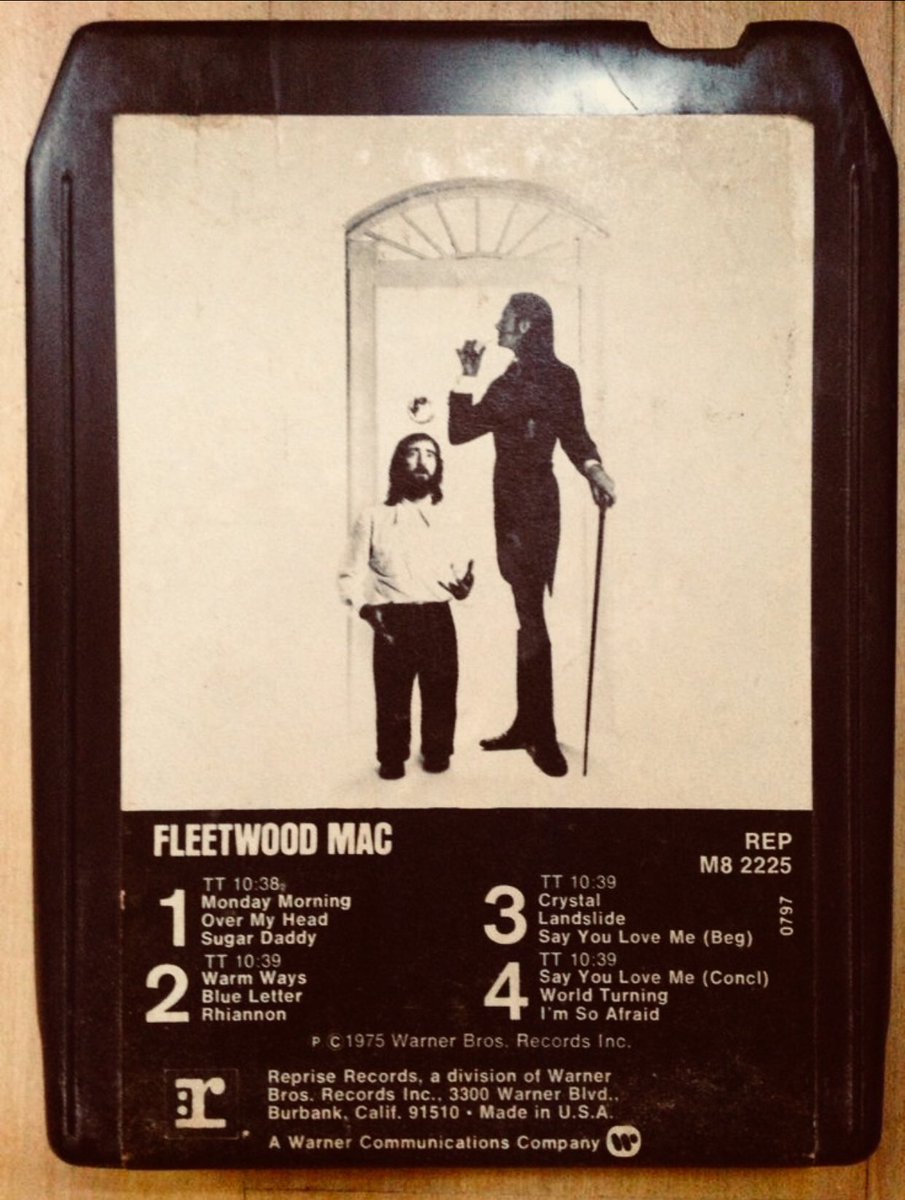 FLEETWOOD MAC
REP
M8 2225
0797
1
TT 10:38
Monday Morning
Over My Head
Sugar Daddy
2
TT 10:39
Warm Ways
Blue Letter
Rhiannon
3
TT 10:39
Crystal
Landslide
Say You Love Me (Beg)
4
TT 10:39
Say You Love Me (Concl)
World Turning
I'm So Afraid
P © 1975 Warner Bros. Records Inc.
:r
Reprise Records, a division of Warner
Bros. Records Inc., 3300 Warner Blvd.,
Burbank, Calif. 91510 • Made in U.S.A.
A Warner Communications Company